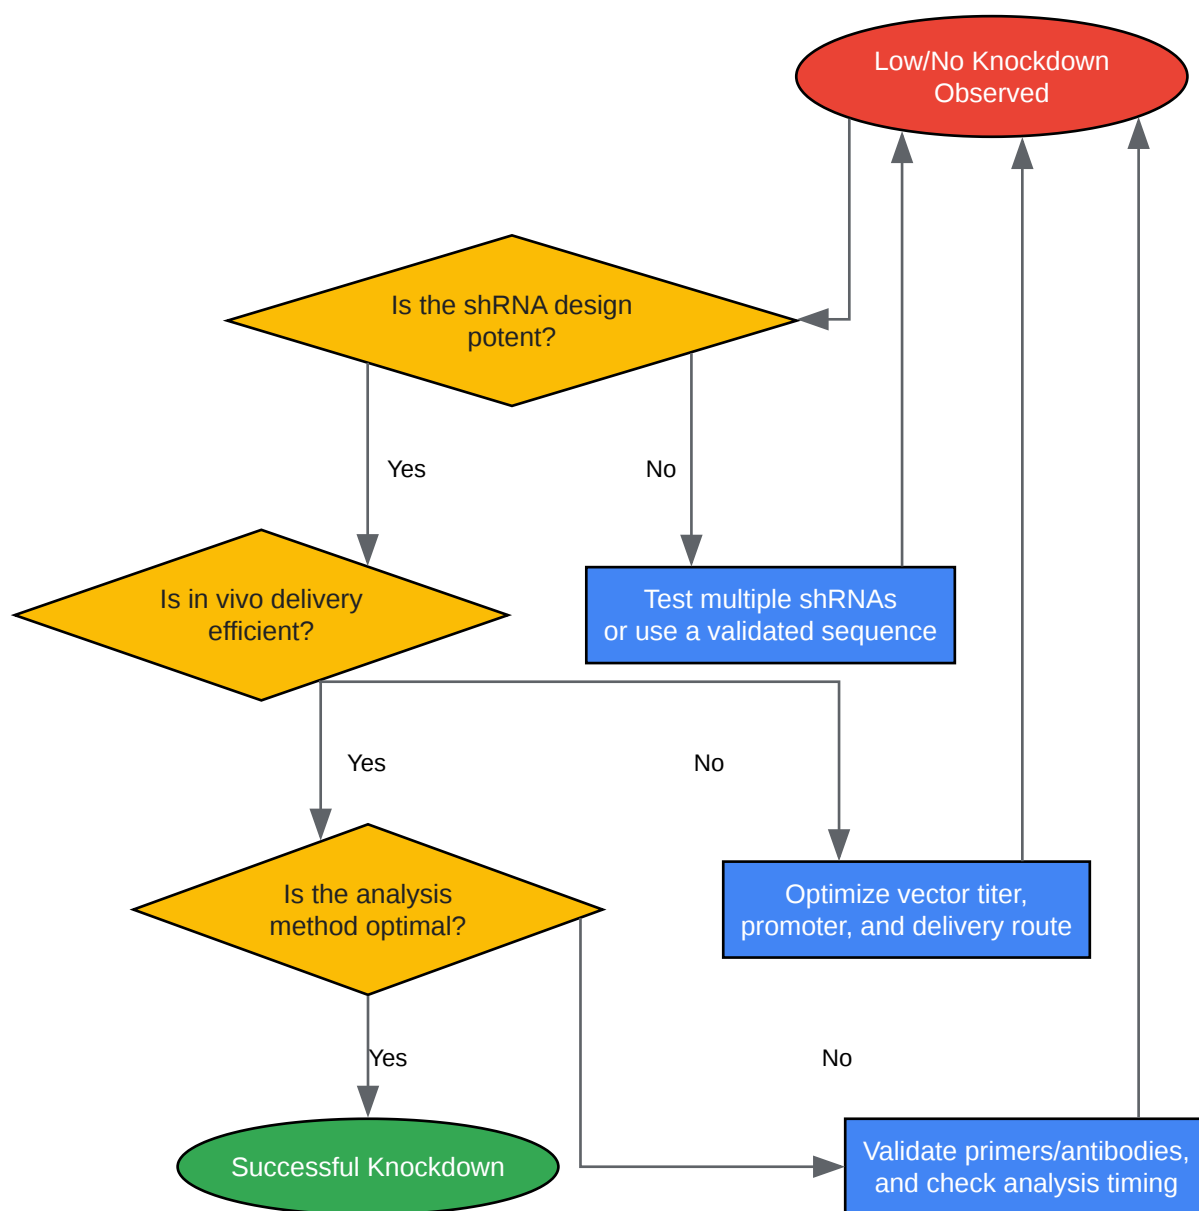 Low/No Knockdown
Observed
Is the shRNA design
potent?
Yes
No
Is in vivo delivery
efficient?
Test multiple shRNAs
or use a validated sequence
Yes
No
Is the analysis
method optimal?
Optimize vector titer,
promoter, and delivery route
Yes
No
Successful Knockdown
Validate primers/antibodies,
and check analysis timing